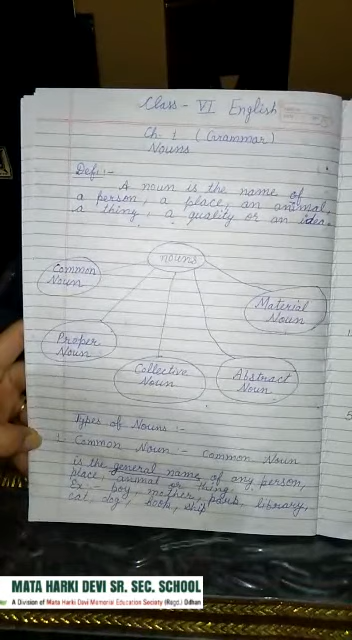 Class - VI English
Ch-1 (Grammar)
Nouns
Def:-
A noun is the name of
a person, a place, an animal,
a thing, a quality or an idea.
nouns
Common
Noun
Proper
Noun
Collective
Noun
Abstract
Noun
Material
Noun
Types of Nouns :-
1. Common Noun - Common Noun
is the general name of any person,
place, animal or thing.
Ex - boy, mother, park, library,
cat, dog, book, ship
MATA HARKI DEVI SR. SEC. SCHOOL
A Division of Mata Harki Devi Memorial Education Society (Regd.) Odhan